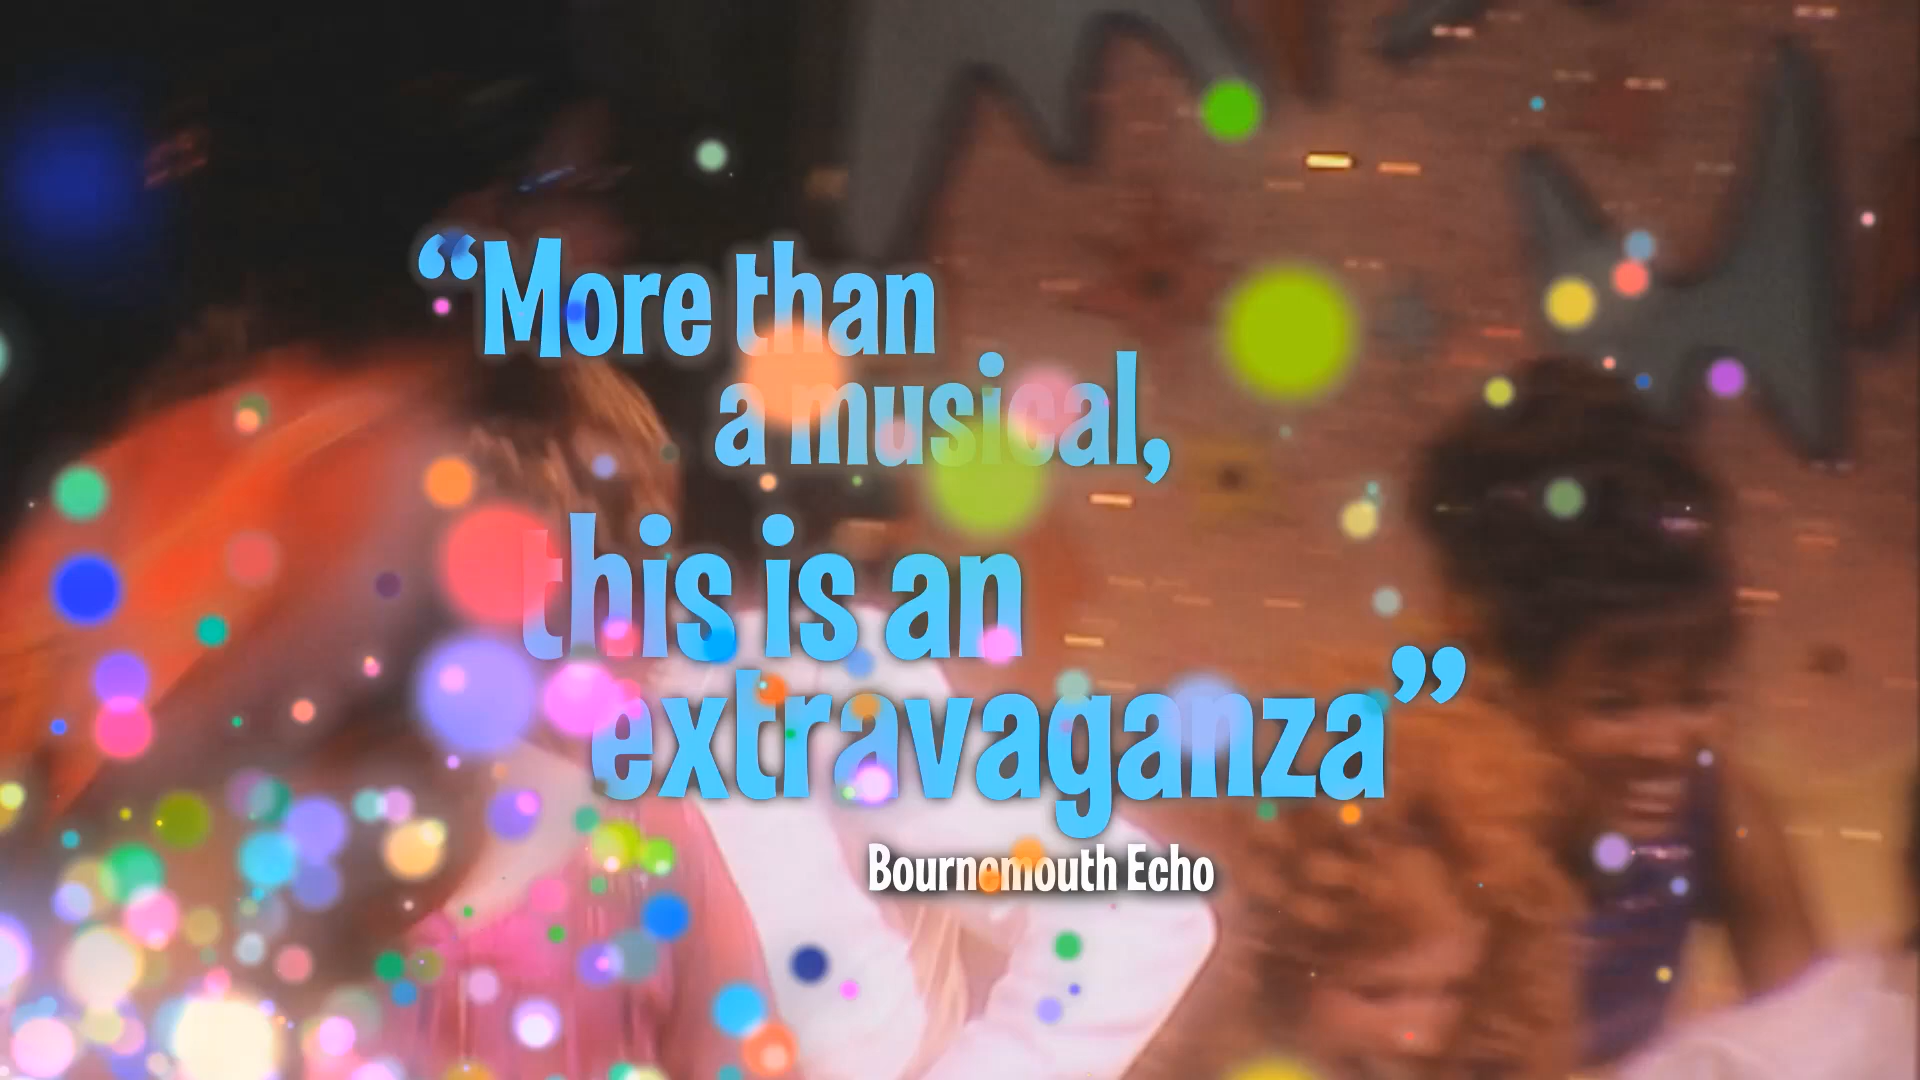 “More than
a musical,
this is an
extravaganza”
Bournemouth Echo